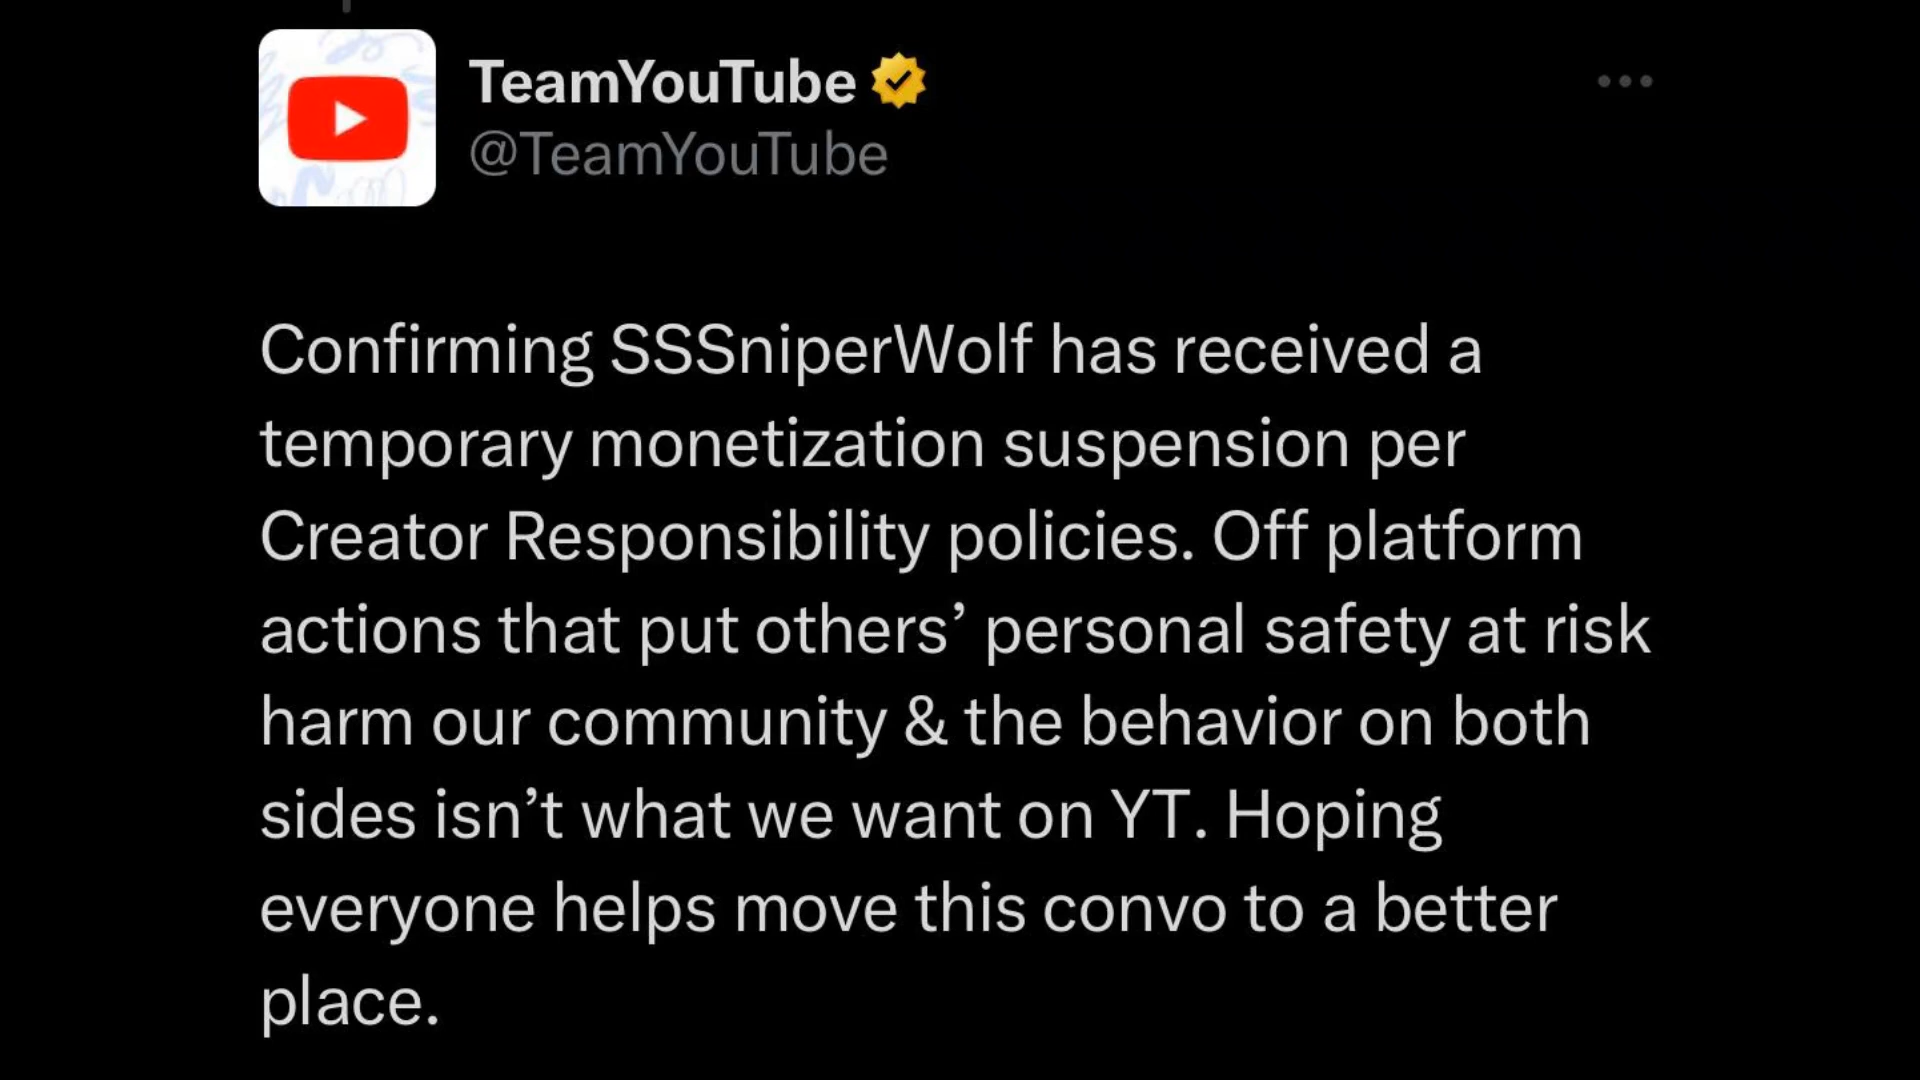 TeamYouTube
@TeamYouTube
Confirming SSSniperWolf has received a
temporary monetization suspension per
Creator Responsibility policies. Off platform
actions that put others’ personal safety at risk
harm our community & the behavior on both
sides isn’t what we want on YT. Hoping
everyone helps move this convo to a better
place.